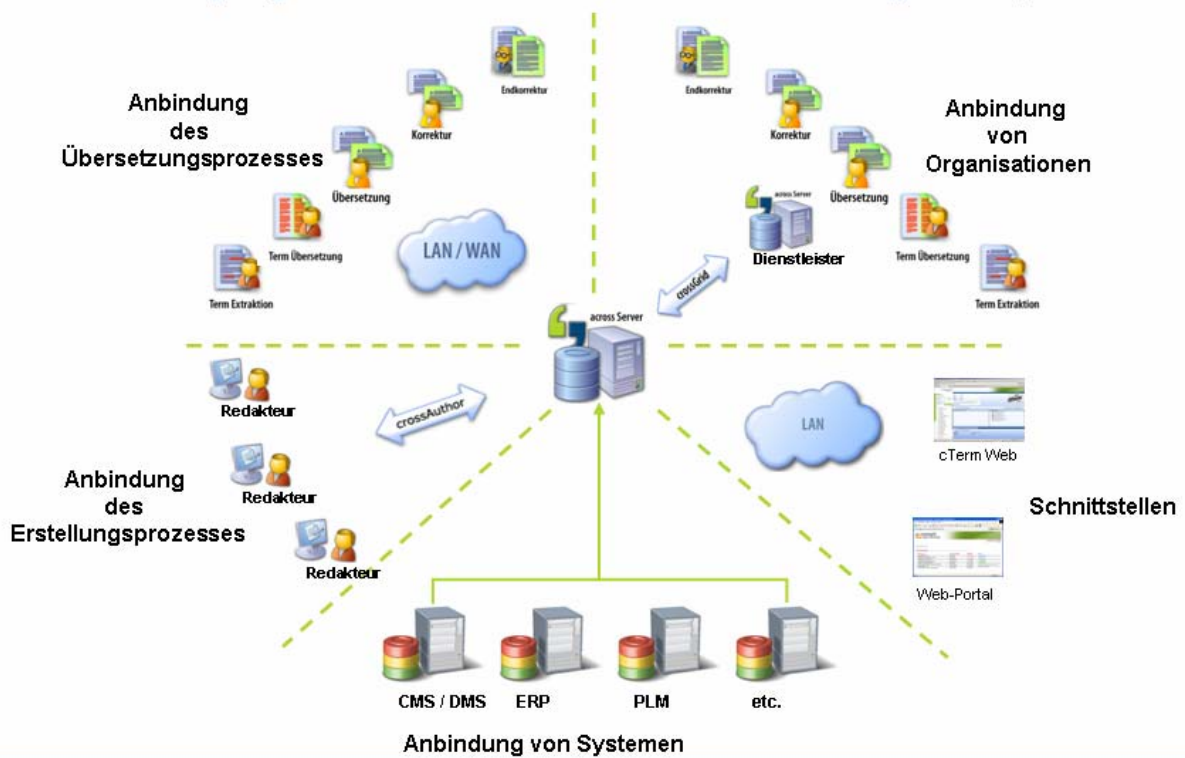 Anbindung
des
Übersetzungsprozesses
Endkorrektur
Korrektur
Übersetzung
Term Übersetzung
Term Extraktion
LAN / WAN
Endkorrektur
Korrektur
Übersetzung
Term Übersetzung
Term Extraktion
Anbindung
von
Organisationen
across Server
Dienstleister
crossGrid
across Server
Redakteur
Redakteur
Redakteur
crossAuthor
Anbindung
des
Erstellungsprozesses
LAN
cTerm Web
Web-Portal
Schnittstellen
CMS / DMS
ERP
PLM
etc.
Anbindung von Systemen